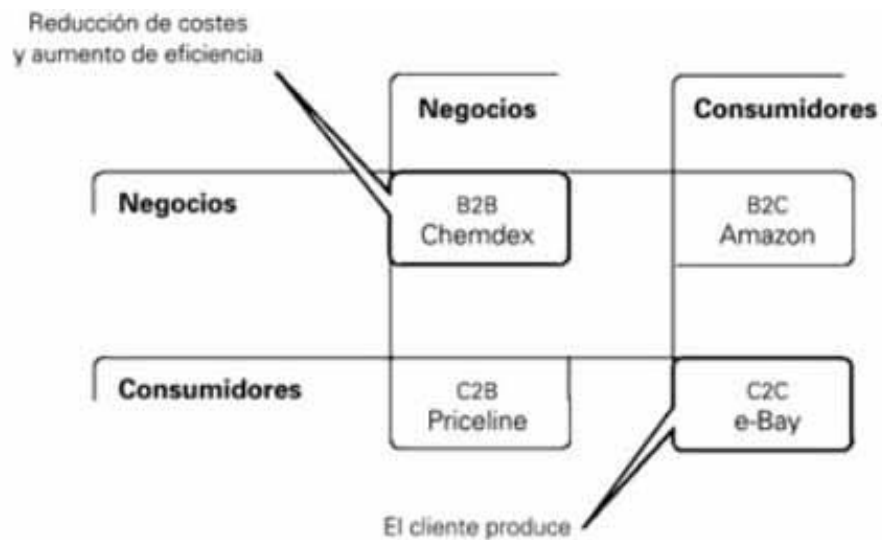 Reducción de costes
y aumento de eficiencia
Negocios
Consumidores
Negocios
B2B
Chemdex
B2C
Amazon
Consumidores
C2B
Priceline
C2C
e-Bay
El cliente produce